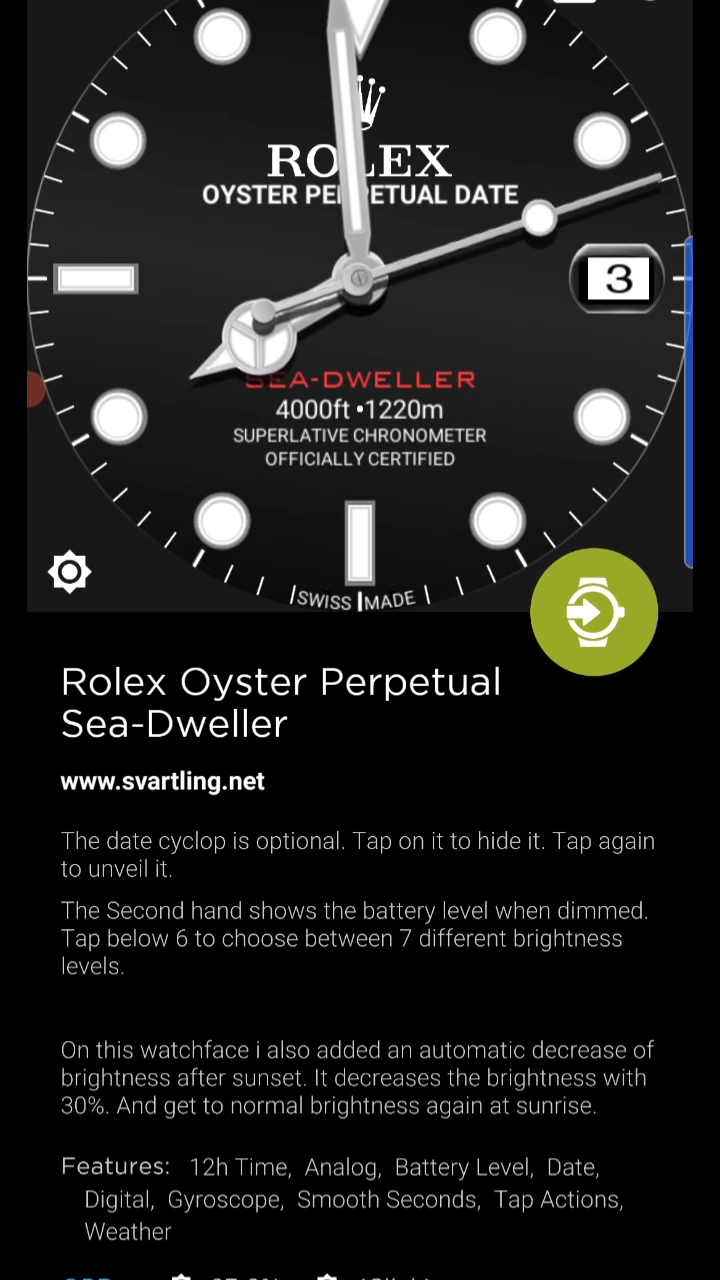 ROLEX
OYSTER PERPETUAL DATE
3
SEA-DWELLER
4000ft •1220m
SUPERLATIVE CHRONOMETER
OFFICIALLY CERTIFIED
SWISS MADE
Rolex Oyster Perpetual
Sea-Dweller
www.svartling.net
The date cyclop is optional. Tap on it to hide it. Tap again
to unveil it.
The Second hand shows the battery level when dimmed.
Tap below 6 to choose between 7 different brightness
levels.
On this watchface i also added an automatic decrease of
brightness after sunset. It decreases the brightness with
30%. And get to normal brightness again at sunrise.
Features: 12h Time, Analog, Battery Level, Date,
Digital, Gyroscope, Smooth Seconds, Tap Actions,
Weather